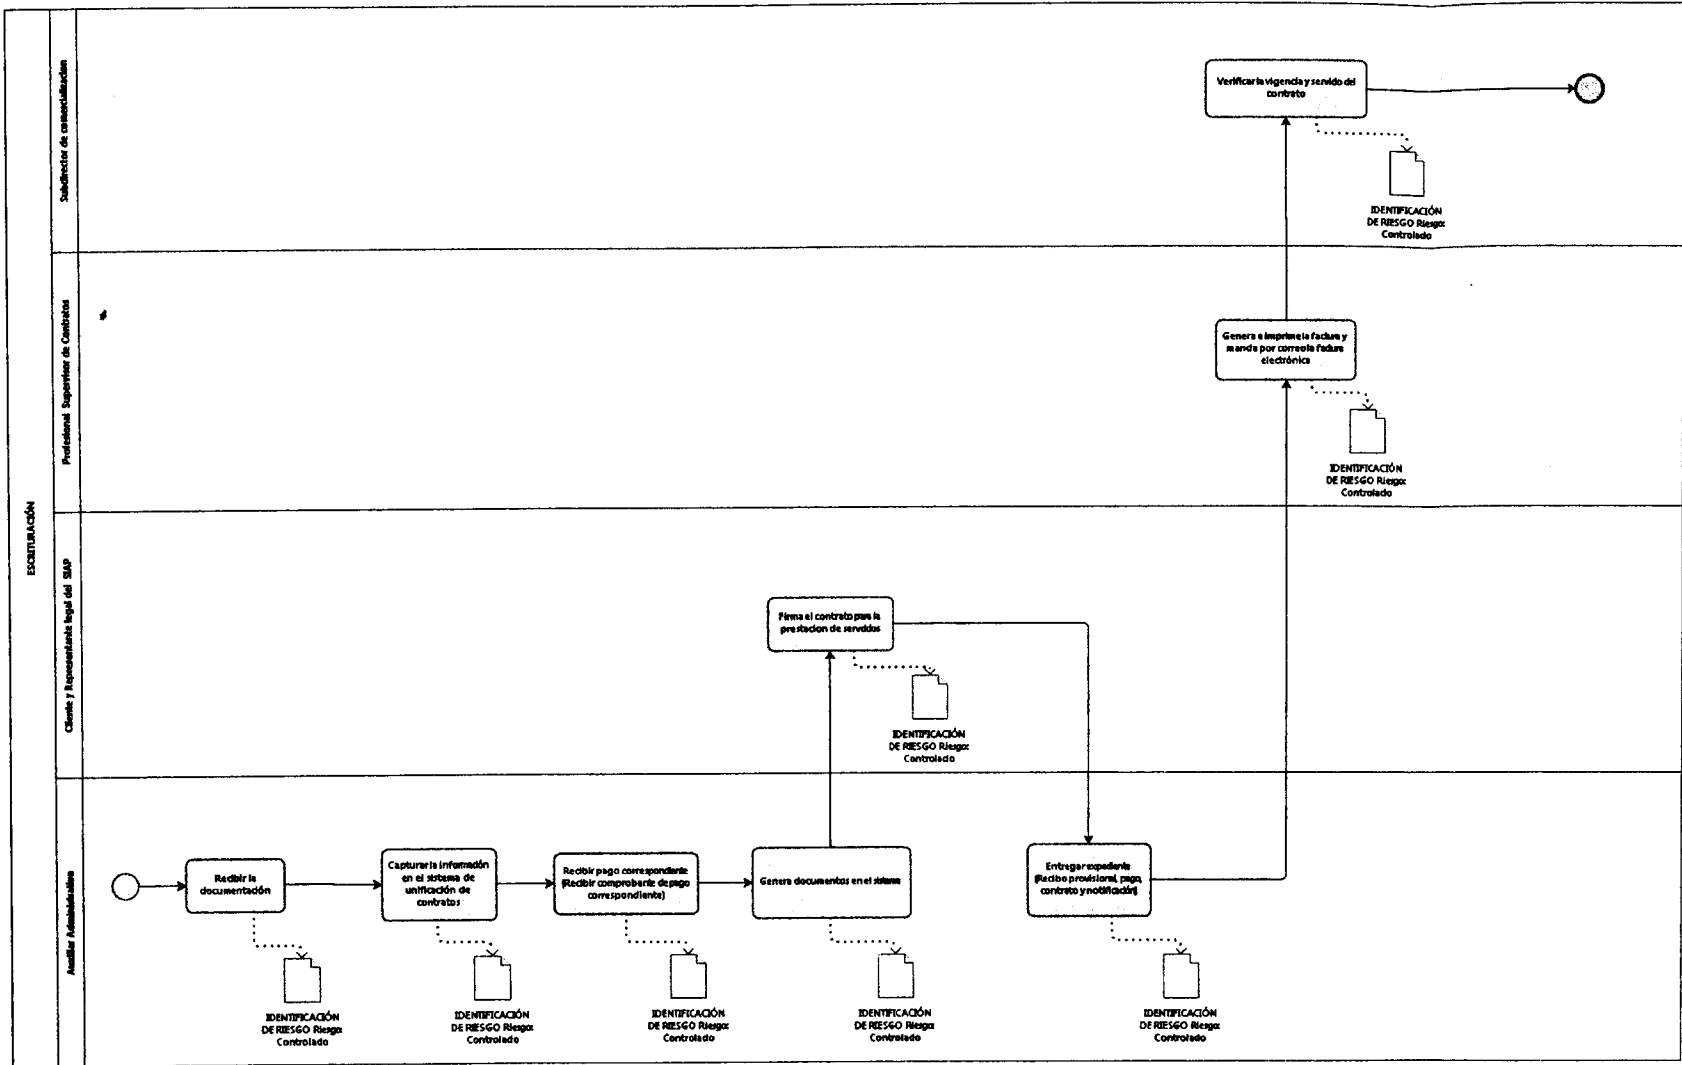 ESCRITURACIÓN
Subdirector de comercializacion
Verificar la vigencia y servido del
contrato
IDENTIFICACIÓN
DE RIESGO Riesgo:
Controlado
Profesional Supervisor de Contratos
Genera e imprime la factura y
manda por correo la factura
electrónica
IDENTIFICACIÓN
DE RIESGO Riesgo:
Controlado
Cliente y Representante legal del SIAP
Firma el contrato para la
prestacion de servidos
IDENTIFICACIÓN
DE RIESGO Riesgo:
Controlado
Auxiliar Administrativo
Recibir la
documentación
IDENTIFICACIÓN
DE RIESGO Riesgo:
Controlado
Capturar la información
en el sistema de
unificación de
contratos
IDENTIFICACIÓN
DE RIESGO Riesgo:
Controlado
Recibir pago correspondiente
(Recibir comprobante de pago
correspondiente)
IDENTIFICACIÓN
DE RIESGO Riesgo:
Controlado
Genera documentos en el sistema
IDENTIFICACIÓN
DE RIESGO Riesgo:
Controlado
Entregar expediente
(Recibo provisional, pago,
contrato y notificación)
IDENTIFICACIÓN
DE RIESGO Riesgo:
Controlado